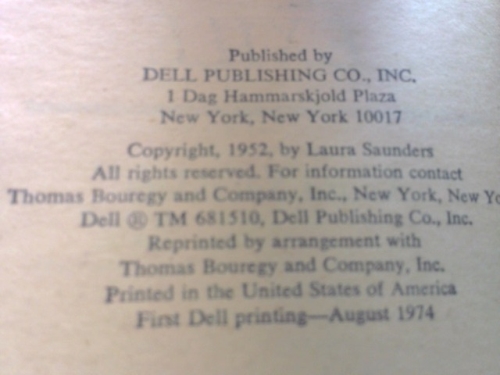 Published by
DELL PUBLISHING CO., INC.
1 Dag Hammarskjold Plaza
New York, New York 10017
Copyright, 1952, by Laura Saunders
All rights reserved. For information contact
Thomas Bouregy and Company, Inc., New York, New Yo
Dell ® TM 681510, Dell Publishing Co., Inc.
Reprinted by arrangement with
Thomas Bouregy and Company, Inc.
Printed in the United States of America
First Dell printing—August 1974